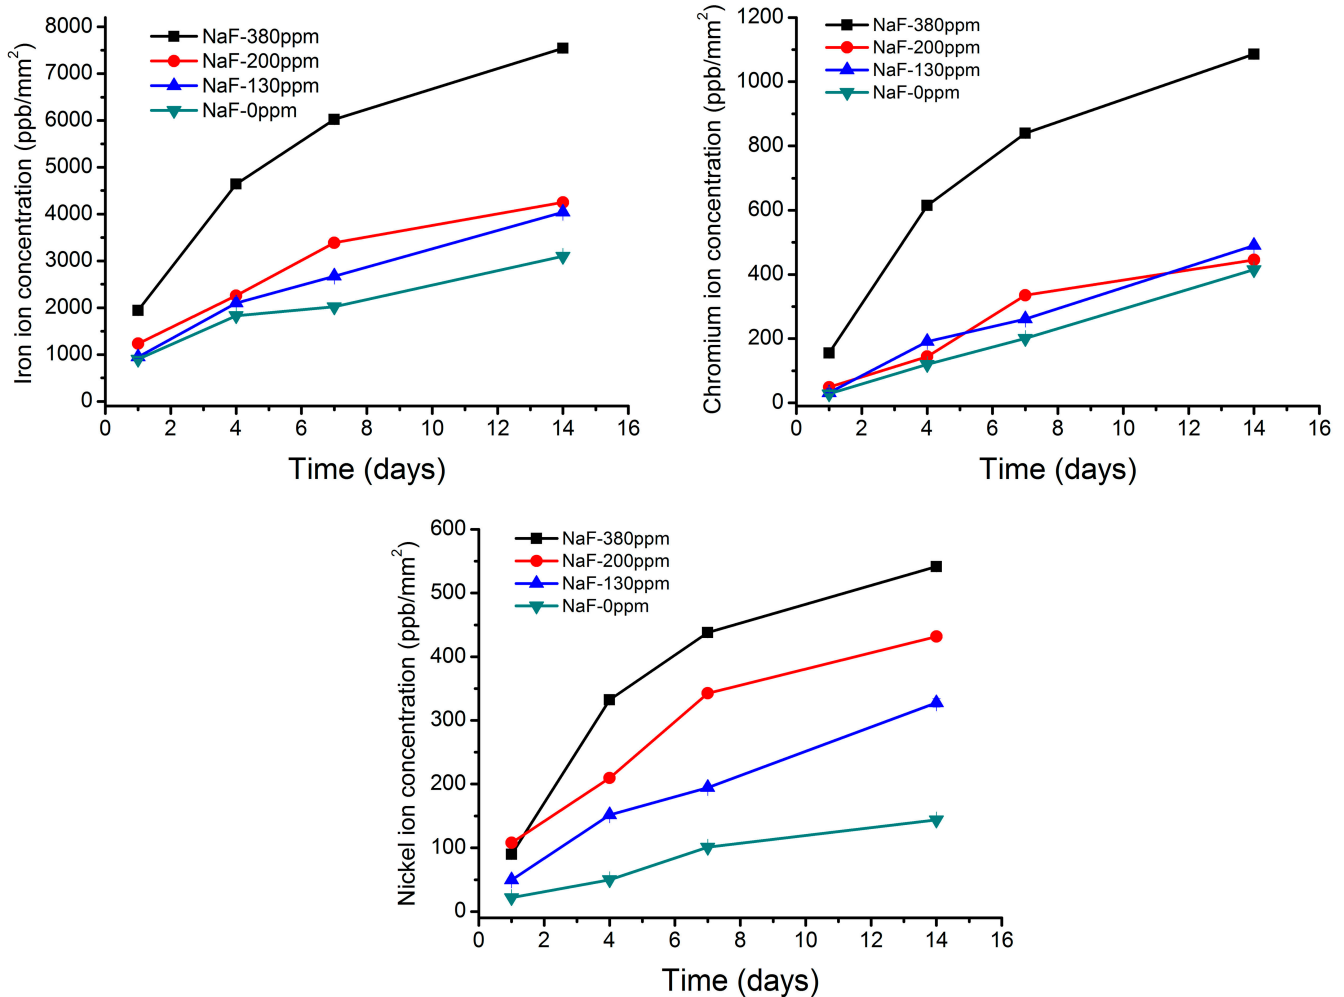 Iron ion concentration (ppb/mm²)
8000
7000
6000
5000
4000
3000
2000
1000
0
NaF-380ppm
NaF-200ppm
NaF-130ppm
NaF-0ppm
0 2 4 6 8 10 12 14 16
Time (days)
Chromium ion concentration (ppb/mm²)
1200
1000
800
600
400
200
0
NaF-380ppm
NaF-200ppm
NaF-130ppm
NaF-0ppm
0 2 4 6 8 10 12 14 16
Time (days)
Nickel ion concentration (ppb/mm²)
600
500
400
300
200
100
0
NaF-380ppm
NaF-200ppm
NaF-130ppm
NaF-0ppm
0 2 4 6 8 10 12 14 16
Time (days)